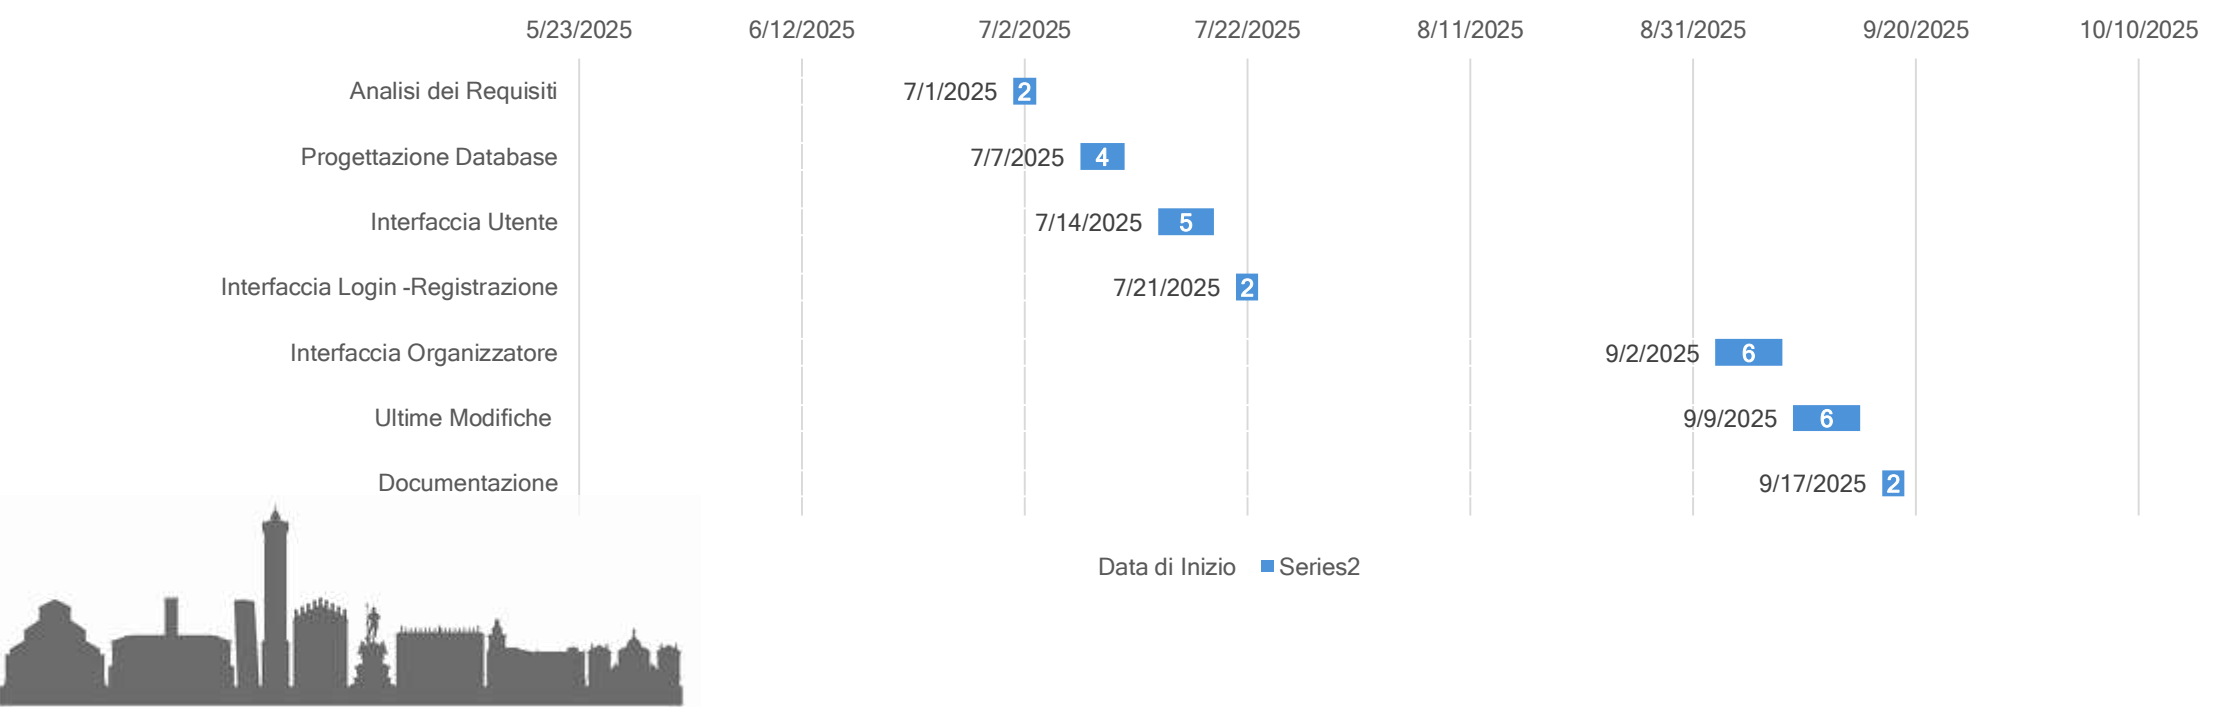 5/23/2025 6/12/2025 7/2/2025 7/22/2025 8/11/2025 8/31/2025 9/20/2025 10/10/2025
Analisi dei Requisiti 7/1/2025 2
Progettazione Database 7/7/2025 4
Interfaccia Utente 7/14/2025 5
Interfaccia Login -Registrazione 7/21/2025 2
Interfaccia Organizzatore 9/2/2025 6
Ultime Modifiche 9/9/2025 6
Documentazione 9/17/2025 2
Data di Inizio Series2